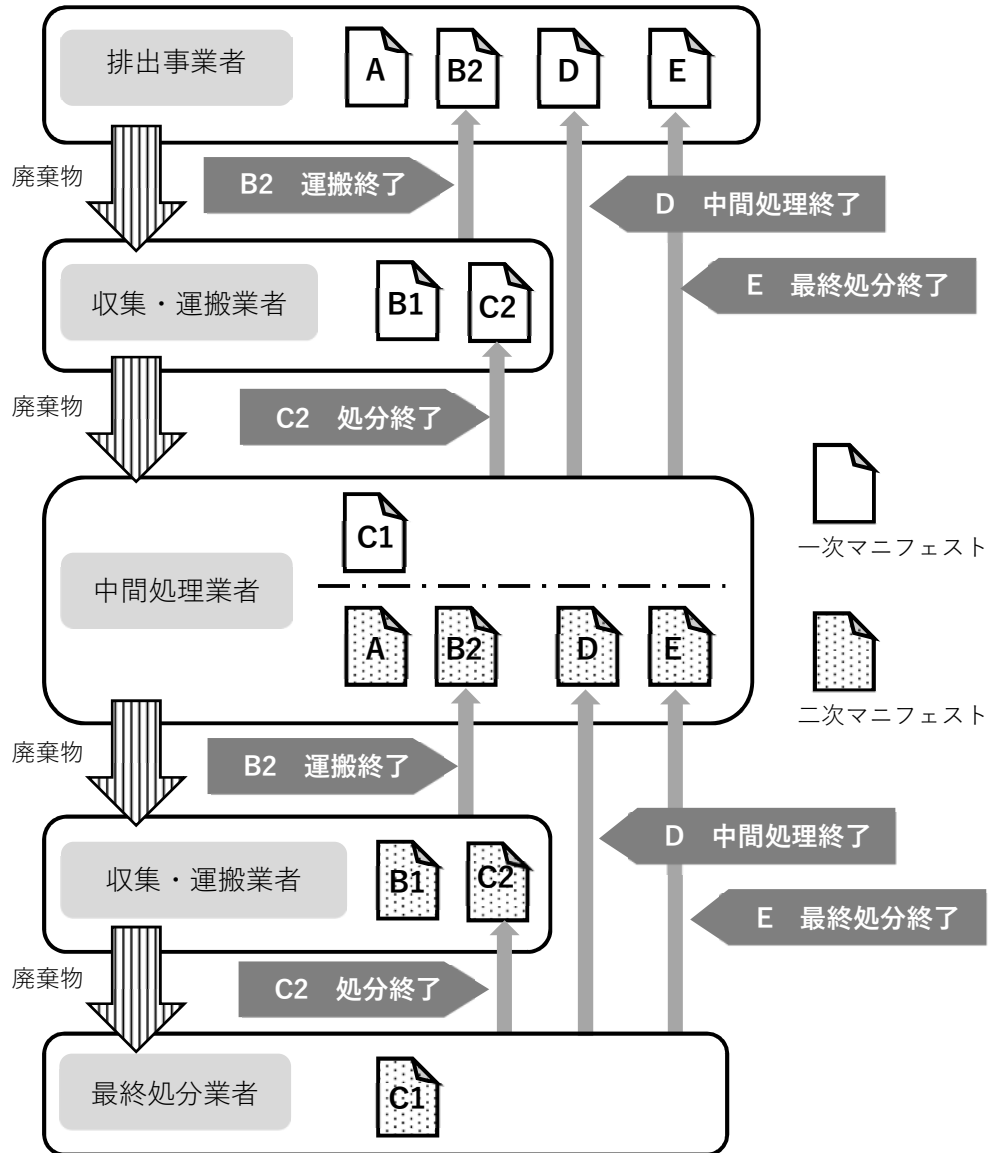 排出事業者
A
B2
D
E
廃棄物
B2 運搬終了
D 中間処理終了
収集・運搬業者
B1
C2
E 最終処分終了
廃棄物
C2 処分終了
C1
一次マニフェスト
中間処理業者
A
B2
D
E
二次マニフェスト
廃棄物
B2 運搬終了
D 中間処理終了
収集・運搬業者
B1
C2
E 最終処分終了
廃棄物
C2 処分終了
最終処分業者
C1